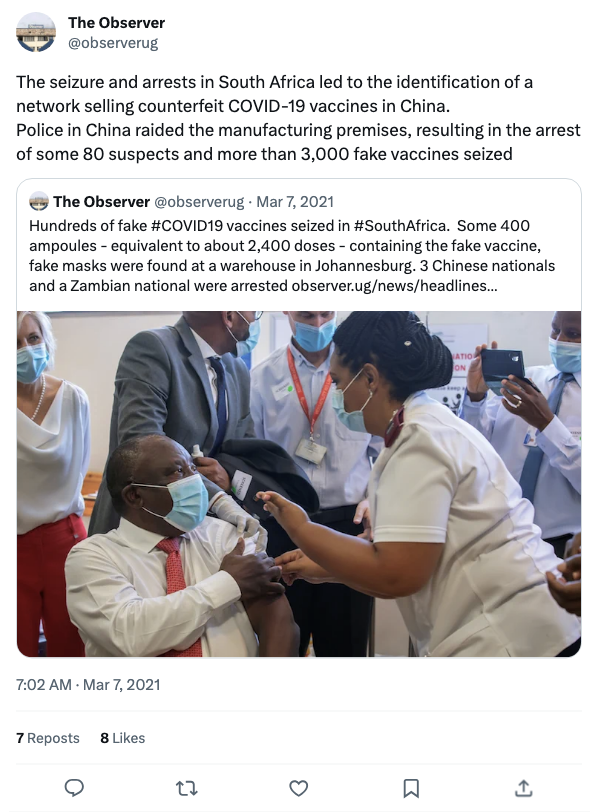 The Observer
@observerug
The seizure and arrests in South Africa led to the identification of a
network selling counterfeit COVID-19 vaccines in China.
Police in China raided the manufacturing premises, resulting in the arrest
of some 80 suspects and more than 3,000 fake vaccines seized
The Observer @observerug · Mar 7, 2021
Hundreds of fake #COVID19 vaccines seized in #SouthAfrica. Some 400
ampoules - equivalent to about 2,400 doses - containing the fake vaccine,
fake masks were found at a warehouse in Johannesburg. 3 Chinese nationals
and a Zambian national were arrested observer.ug/news/headlines...
7:02 AM · Mar 7, 2021
7 Reposts 8 Likes